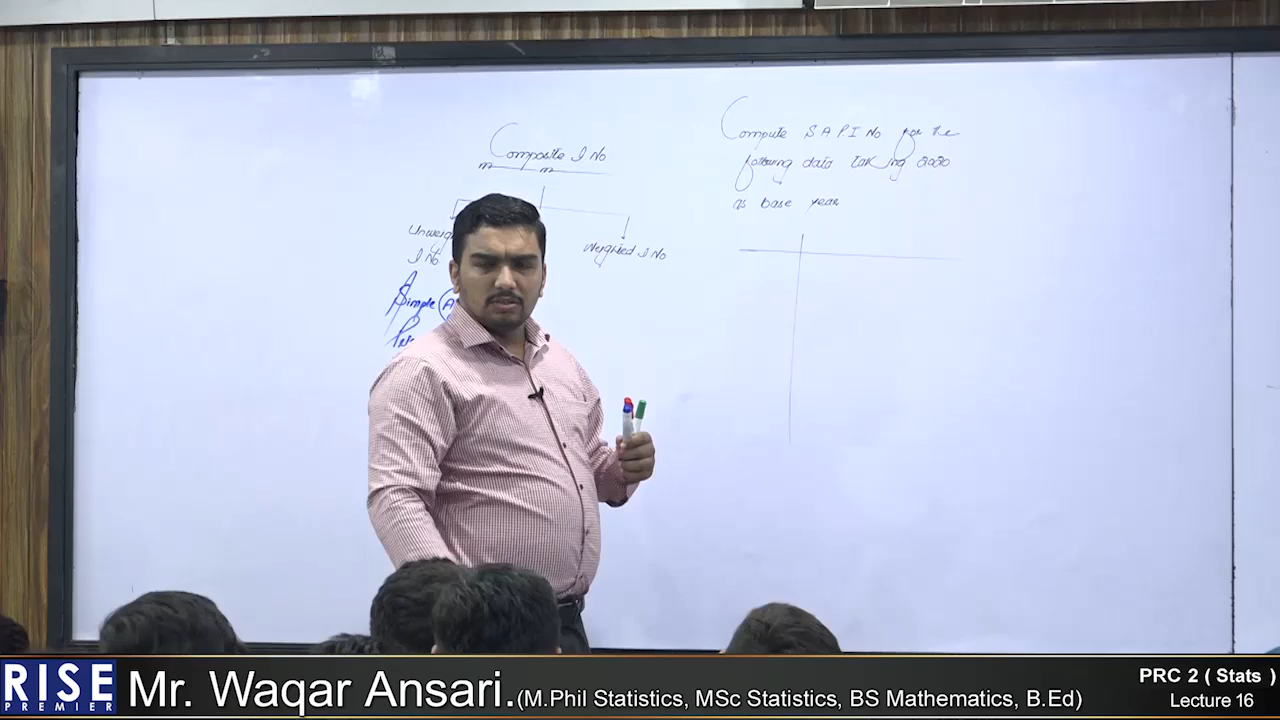 Composite I No
Unweigh
I No
Weighted I No
Simple A
Compute S A P I No for the
following data taking 2020
as base year
RISE
PREMIER
Mr. Waqar Ansari.(M.Phil Statistics, MSc Statistics, BS Mathematics, B.Ed)
PRC 2 ( Stats )
Lecture 16